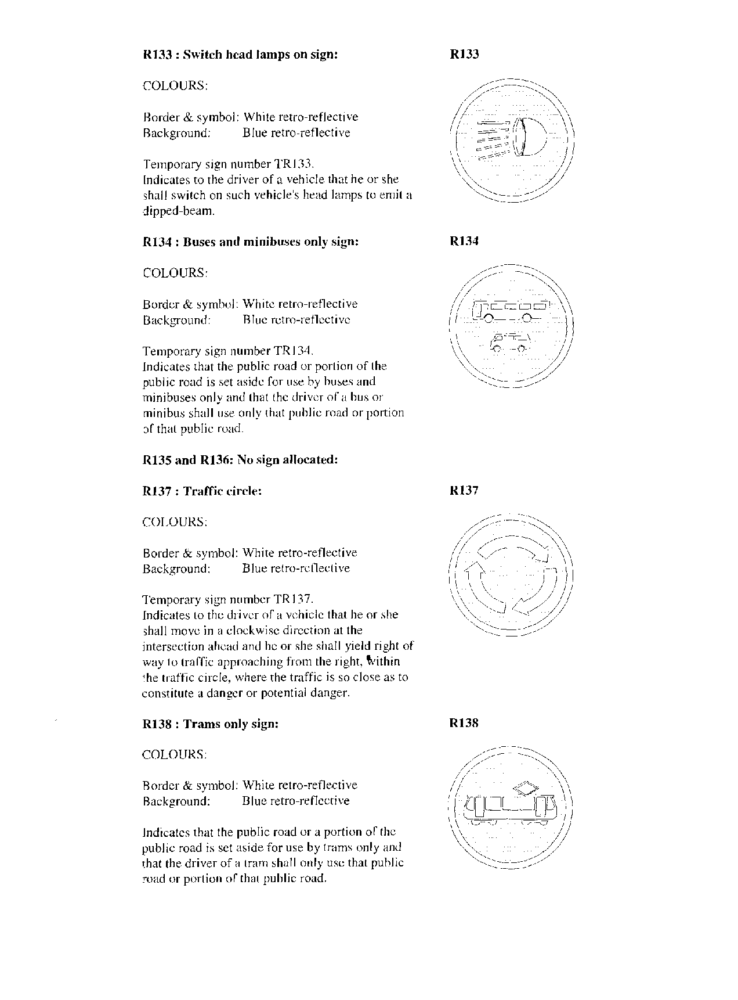 R133 : Switch head lamps on sign: R133
COLOURS:
Border & symbol: White retro-reflective
Background: Blue retro-reflective
Temporary sign number TR133.
Indicates to the driver of a vehicle that he or she
shall switch on such vehicle's head lamps to emit a
dipped-beam.
R134 : Buses and minibuses only sign: R134
COLOURS:
Border & symbol: White retro-reflective
Background: Blue retro-reflective
Temporary sign number TR134.
Indicates that the public road or portion of the
public road is set aside for use by buses and
minibuses only and that the driver of a bus or
minibus shall use only that public road or portion
of that public road.
R135 and R136: No sign allocated:
R137 : Traffic circle: R137
COLOURS:
Border & symbol: White retro-reflective
Background: Blue retro-reflective
Temporary sign number TR137.
Indicates to the driver of a vehicle that he or she
shall move in a clockwise direction at the
intersection ahead and he or she shall yield right of
way to traffic approaching from the right, within
the traffic circle, where the traffic is so close as to
constitute a danger or potential danger.
R138 : Trams only sign: R138
COLOURS:
Border & symbol: White retro-reflective
Background: Blue retro-reflective
Indicates that the public road or a portion of the
public road is set aside for use by trams only and
that the driver of a tram shall only use that public
road or portion of that public road.